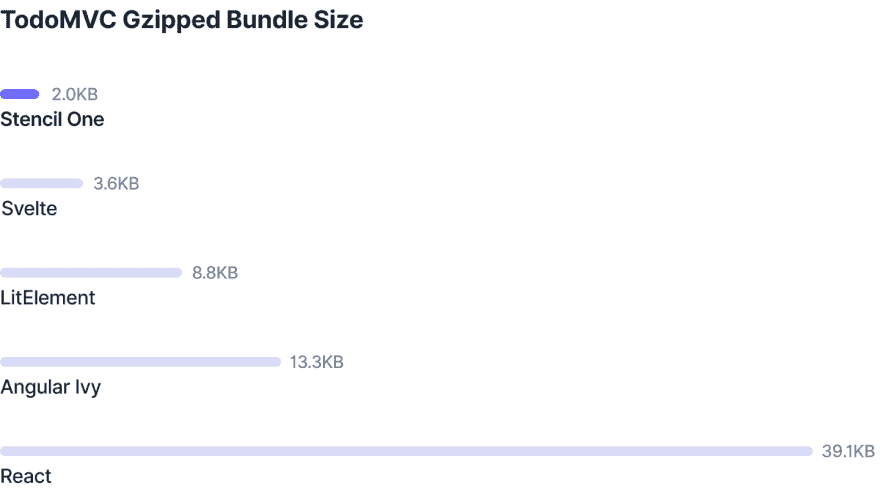 TodoMVC Gzipped Bundle Size
2.0KB
Stencil One
3.6KB
Svelte
8.8KB
LitElement
13.3KB
Angular Ivy
39.1KB
React